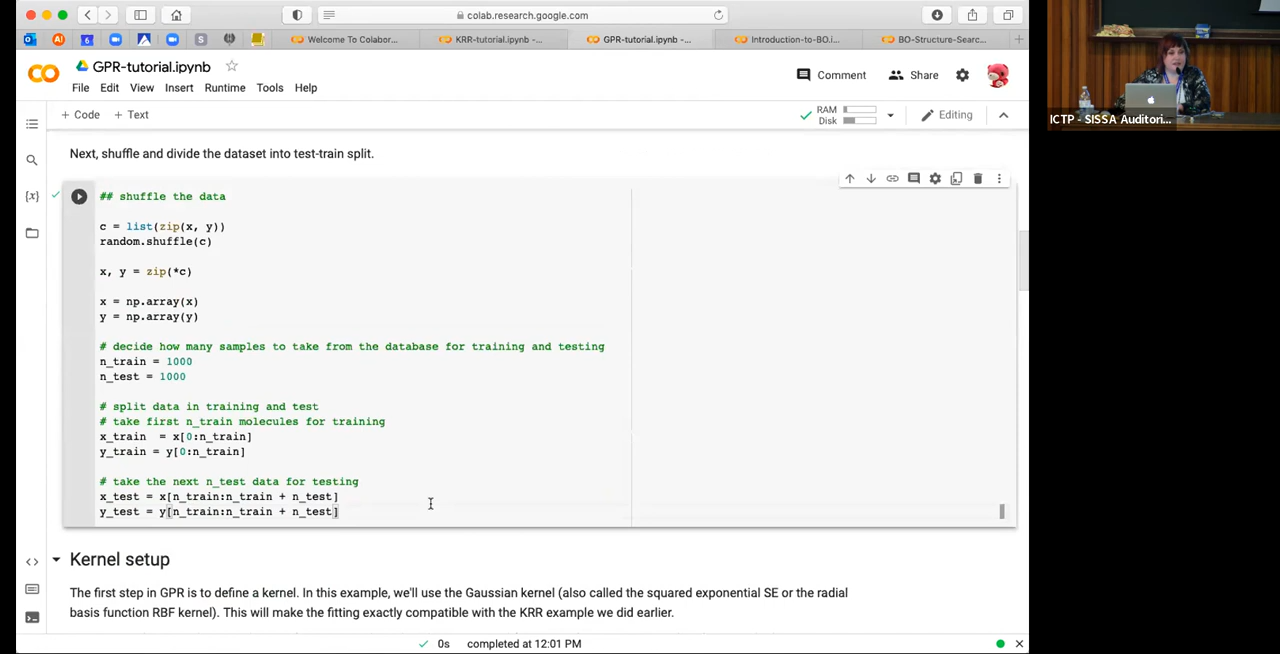 colab.research.google.com
6
S
Welcome To Colabor...
KRR-tutorial.ipynb -...
GPR-tutorial.ipynb -...
Introduction-to-BO.i...
BO-Structure-Searc...
GPR-tutorial.ipynb
Comment
Share
File Edit View Insert Runtime Tools Help
+ Code + Text
RAM
Disk
Editing
Next, shuffle and divide the dataset into test-train split.
## shuffle the data
c = list(zip(x, y))
random.shuffle(c)
x, y = zip(*c)
x = np.array(x)
y = np.array(y)
# decide how many samples to take from the database for training and testing
n_train = 1000
n_test = 1000
# split data in training and test
# take first n_train molecules for training
x_train  = x[0:n_train]
y_train = y[0:n_train]
# take the next n_test data for testing
x_test = x[n_train:n_train + n_test]
y_test = y[n_train:n_train + n_test]
Kernel setup
The first step in GPR is to define a kernel. In this example, we'll use the Gaussian kernel (also called the squared exponential SE or the radial
basis function RBF kernel). This will make the fitting exactly compatible with the KRR example we did earlier.
0s completed at 12:01 PM
ICTP - SISSA Auditori...